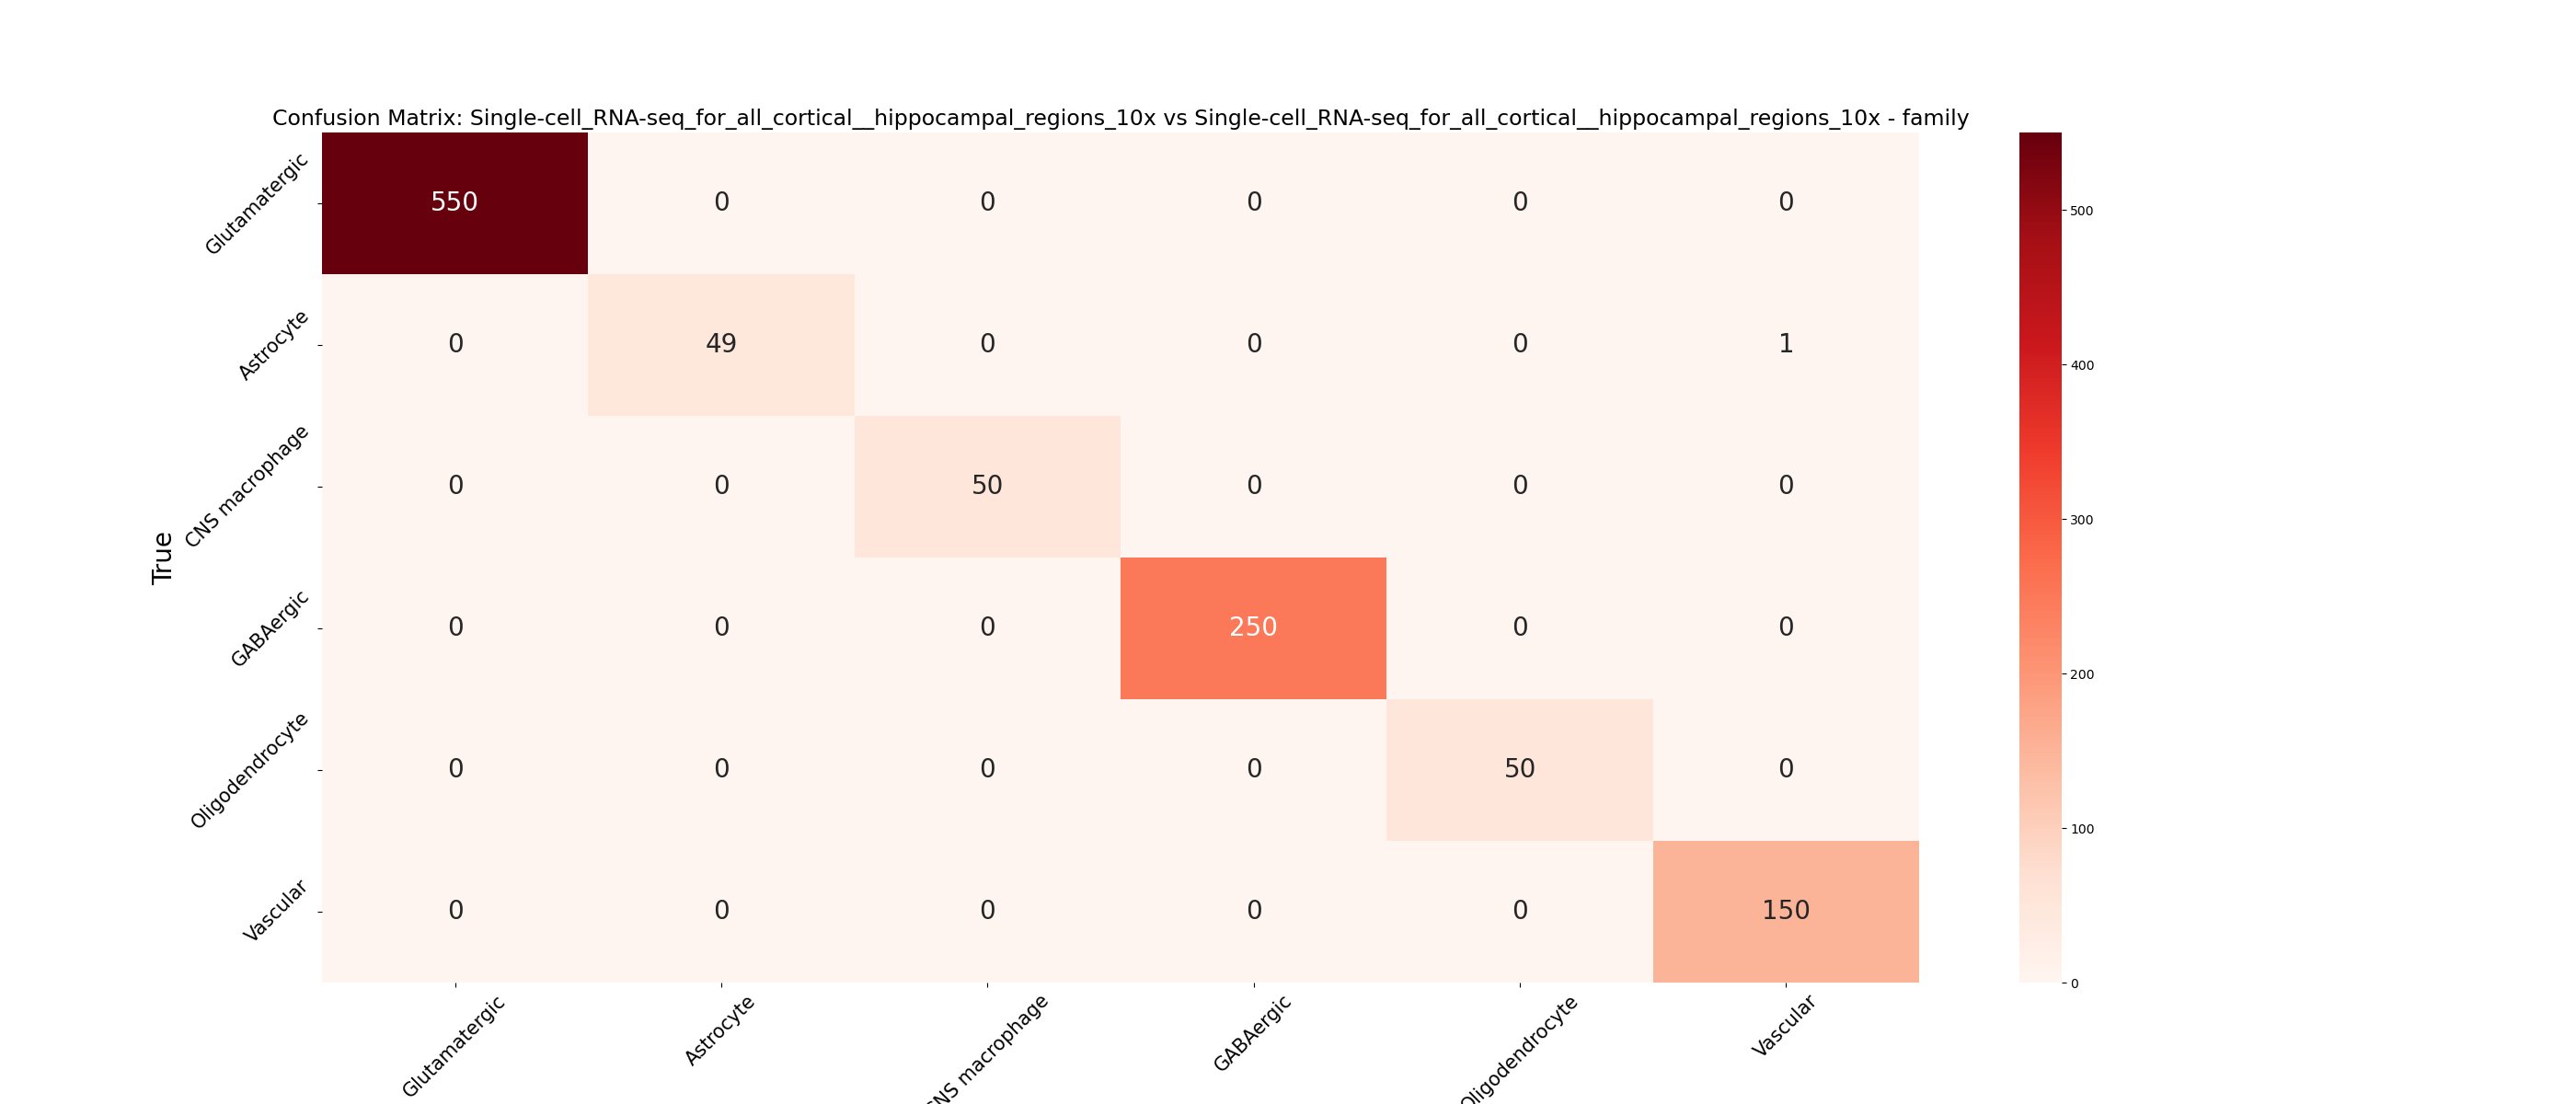 Confusion Matrix: Single-cell_RNA-seq_for_all_cortical__hippocampal_regions_10x vs Single-cell_RNA-seq_for_all_cortical__hippocampal_regions_10x - family
True
Glutamatergic 550 0 0 0 0 0
Astrocyte 0 49 0 0 0 1
CNS macrophage 0 0 50 0 0 0
GABAergic 0 0 0 250 0 0
Oligodendrocyte 0 0 0 0 50 0
Vascular 0 0 0 0 0 150
Glutamatergic Astrocyte CNS macrophage GABAergic Oligodendrocyte Vascular
500
400
300
200
100
0